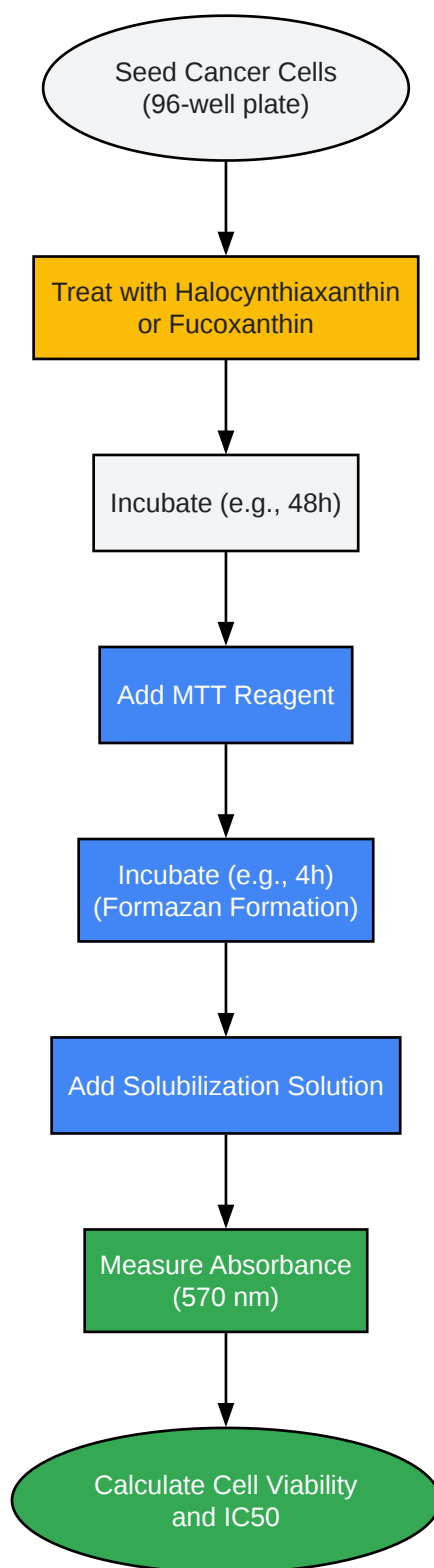 Seed Cancer Cells
(96-well plate)
Treat with Halocynthiaxanthin
or Fucoxanthin
Incubate (e.g., 48h)
Add MTT Reagent
Incubate (e.g., 4h)
(Formazan Formation)
Add Solubilization Solution
Measure Absorbance
(570 nm)
Calculate Cell Viability
and IC50